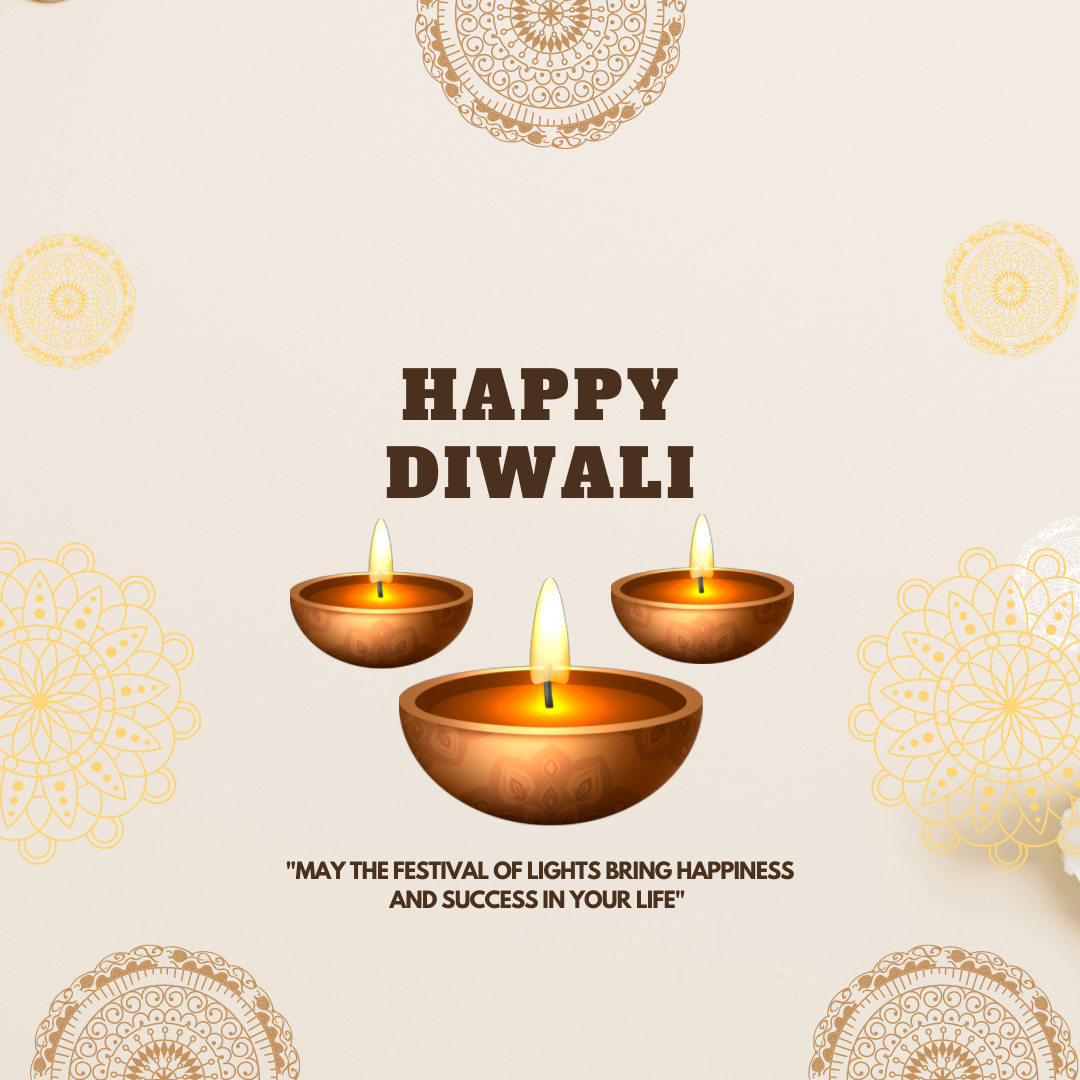 HAPPY
DIWALI
"MAY THE FESTIVAL OF LIGHTS BRING HAPPINESS
AND SUCCESS IN YOUR LIFE"